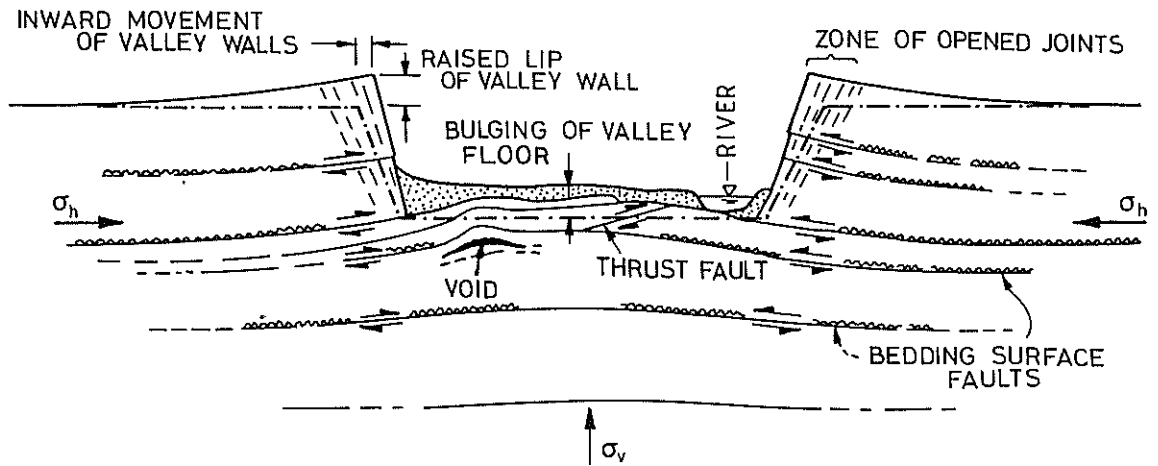 INWARD MOVEMENT
OF VALLEY WALLS
RAISED LIP
OF VALLEY WALL
ZONE OF OPENED JOINTS
BULGING OF VALLEY
FLOOR
RIVER
σh
σh
THRUST FAULT
VOID
BEDDING SURFACE
FAULTS
σv